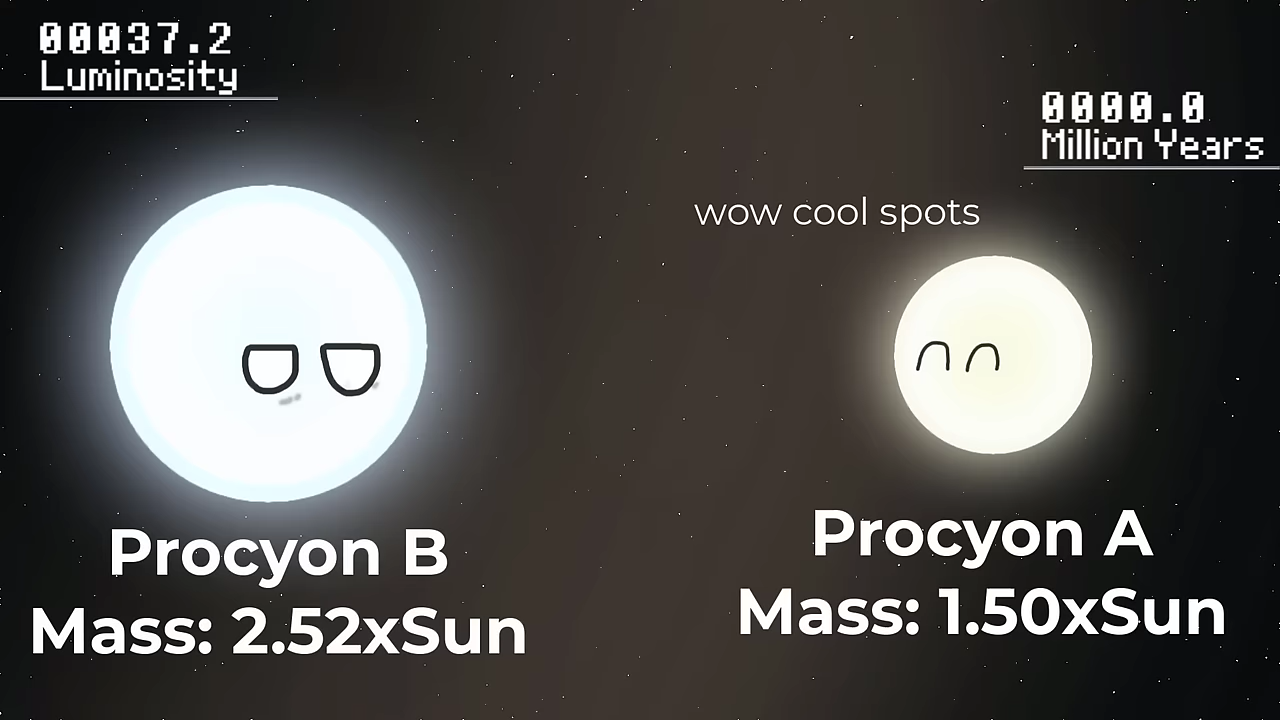 00037.2
Luminosity
0000.0
Million Years
wow cool spots
Procyon B
Mass: 2.52xSun
Procyon A
Mass: 1.50xSun